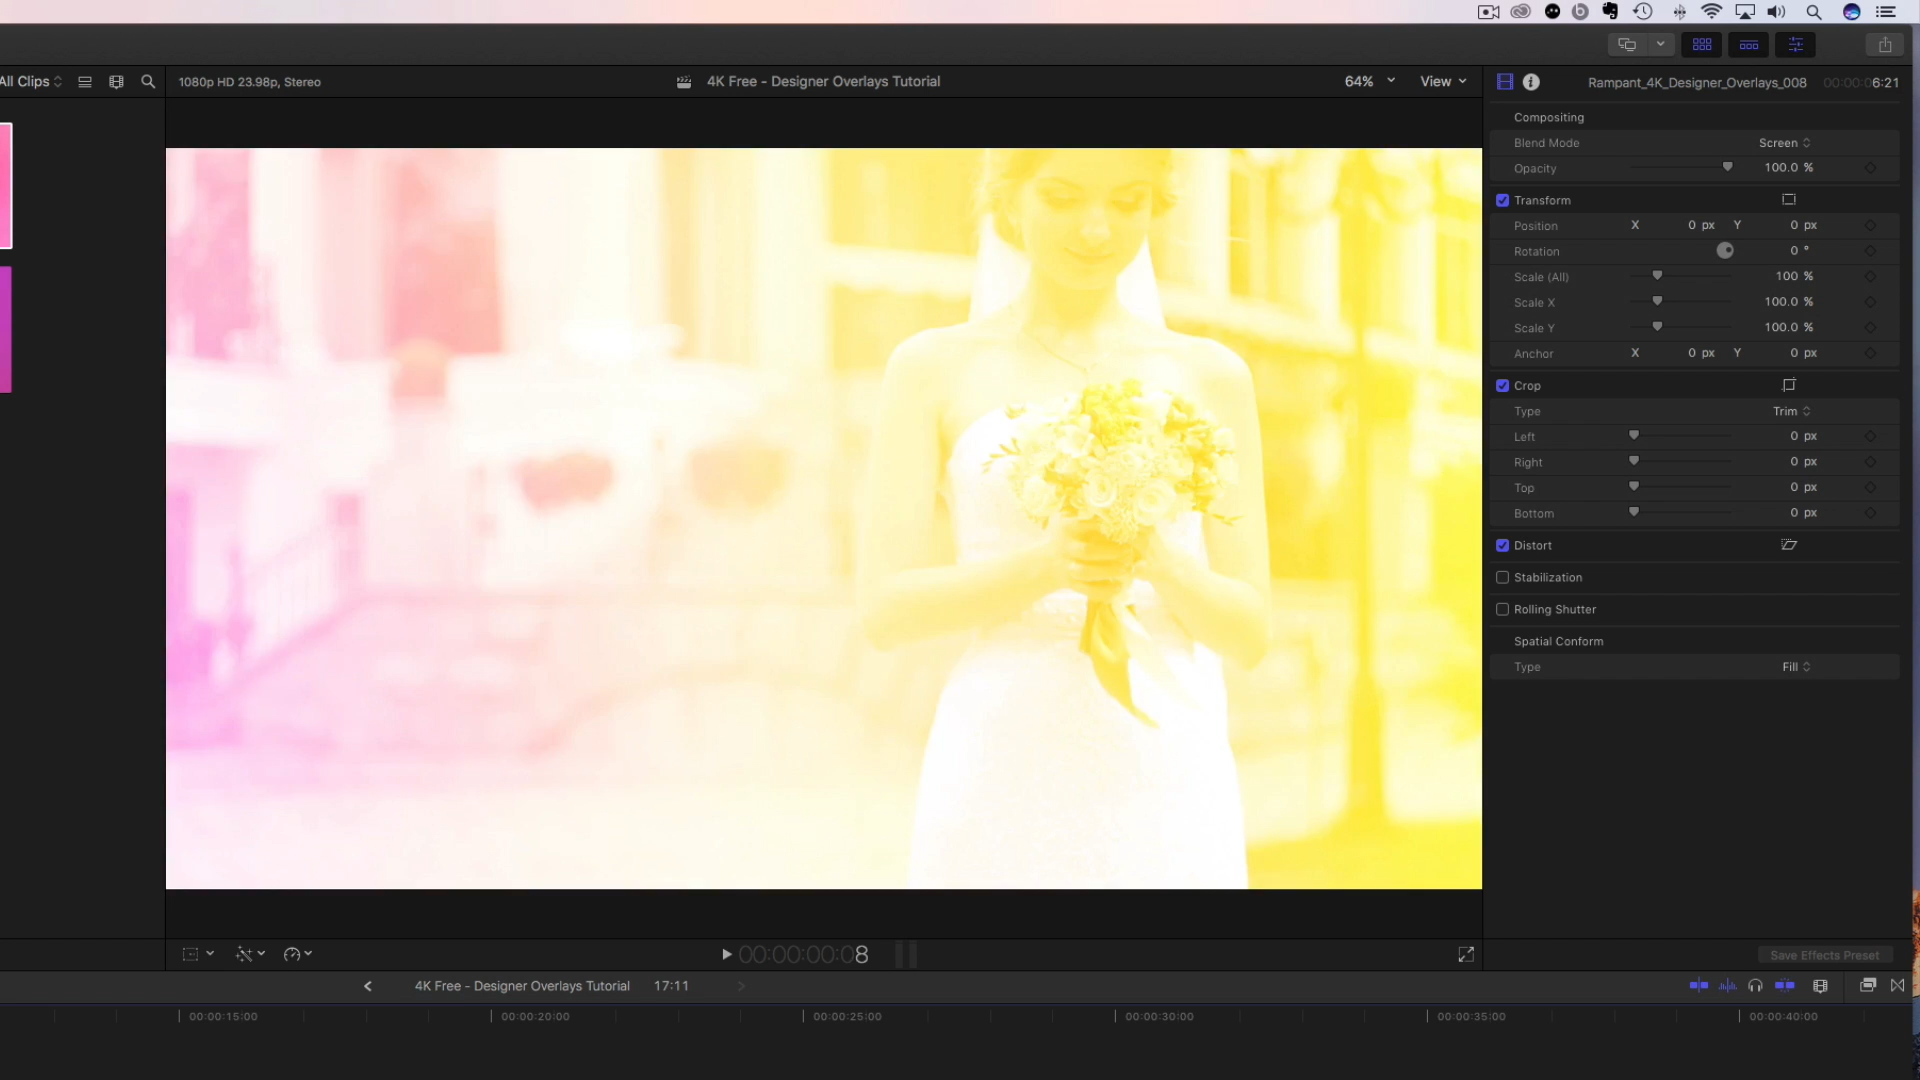 All Clips
1080p HD 23.98p, Stereo
4K Free - Designer Overlays Tutorial
64%
View
Rampant_4K_Designer_Overlays_008
00:00:06:21
Compositing
Blend Mode Screen
Opacity 100.0 %
Transform
Position X 0 px Y 0 px
Rotation 0 °
Scale (All) 100 %
Scale X 100.0 %
Scale Y 100.0 %
Anchor X 0 px Y 0 px
Crop
Type Trim
Left 0 px
Right 0 px
Top 0 px
Bottom 0 px
Distort
Stabilization
Rolling Shutter
Spatial Conform
Type Fill
00:00:00:08
Save Effects Preset
4K Free - Designer Overlays Tutorial 17:11
00:00:15:00 00:00:20:00 00:00:25:00 00:00:30:00 00:00:35:00 00:00:40:00